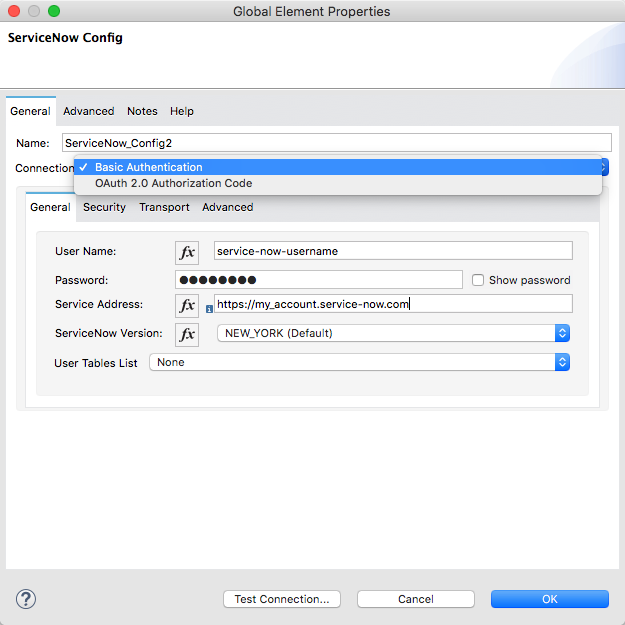 Global Element Properties
ServiceNow Config
General Advanced Notes Help
Name: ServiceNow_Config2
Connection ✓ Basic Authentication
OAuth 2.0 Authorization Code
General Security Transport Advanced
User Name: fx service-now-username
Password: ●●●●●●●● Show password
Service Address: fx i https://my_account.service-now.com
ServiceNow Version: fx NEW_YORK (Default)
User Tables List None
? Test Connection... Cancel OK